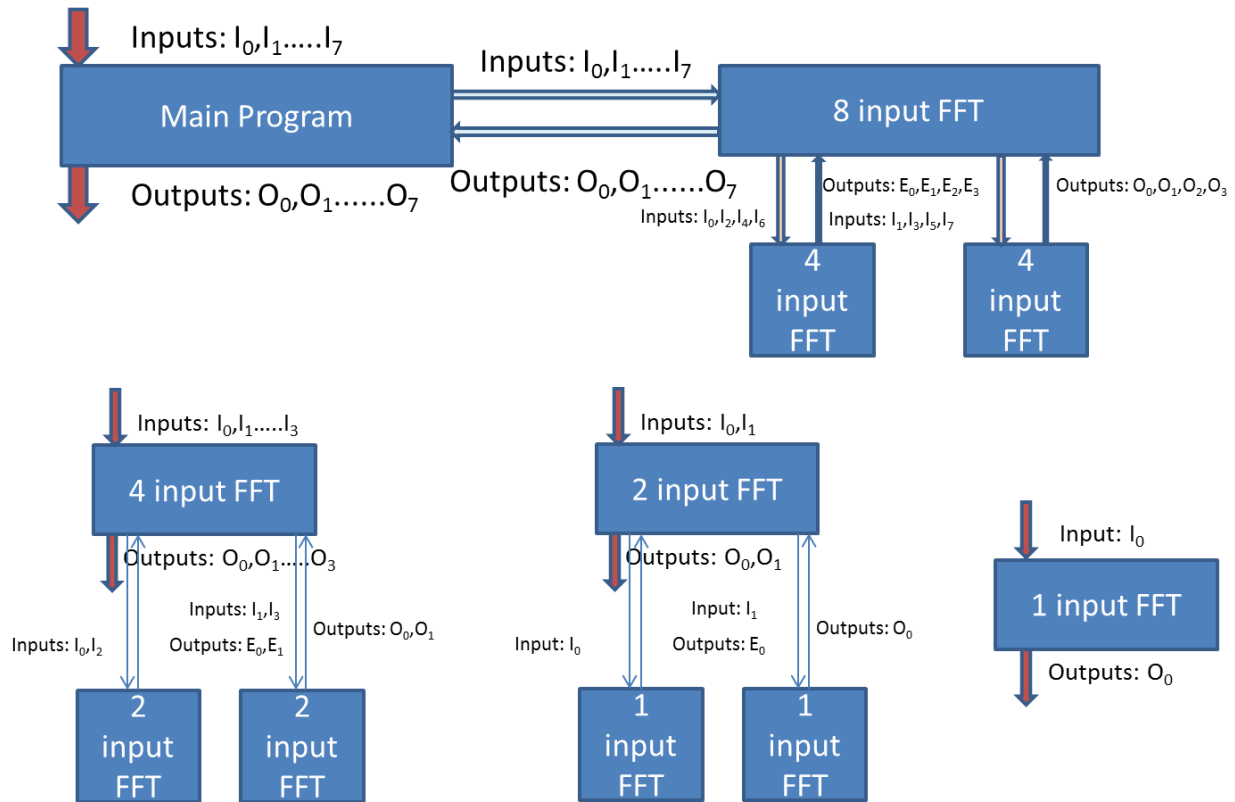 Inputs: I₀,I₁.....I₇
Inputs: I₀,I₁.....I₇
Main Program
8 input FFT
Outputs: O₀,O₁......O₇
Outputs: O₀,O₁......O₇
Outputs: E₀,E₁,E₂,E₃
Outputs: O₀,O₁,O₂,O₃
Inputs: I₀,I₂,I₄,I₆
Inputs: I₁,I₃,I₅,I₇
4
input
FFT
4
input
FFT
Inputs: I₀,I₁.....I₃
4 input FFT
Outputs: O₀,O₁.....O₃
Inputs: I₁,I₃
Inputs: I₀,I₂
Outputs: E₀,E₁
Outputs: O₀,O₁
2
input
FFT
2
input
FFT
Inputs: I₀,I₁
2 input FFT
Outputs: O₀,O₁
Input: I₁
Input: I₀
Outputs: E₀
Outputs: O₀
1
input
FFT
1
input
FFT
Input: I₀
1 input FFT
Outputs: O₀